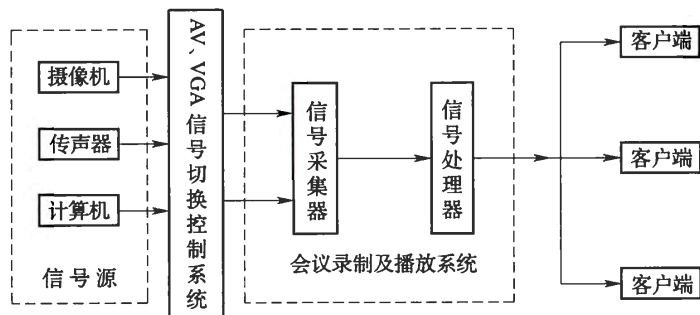 摄像机
传声器
计算机
信号源
AV、VGA信号切换控制系统
信号采集器
信号处理器
会议录制及播放系统
客户端
客户端
客户端